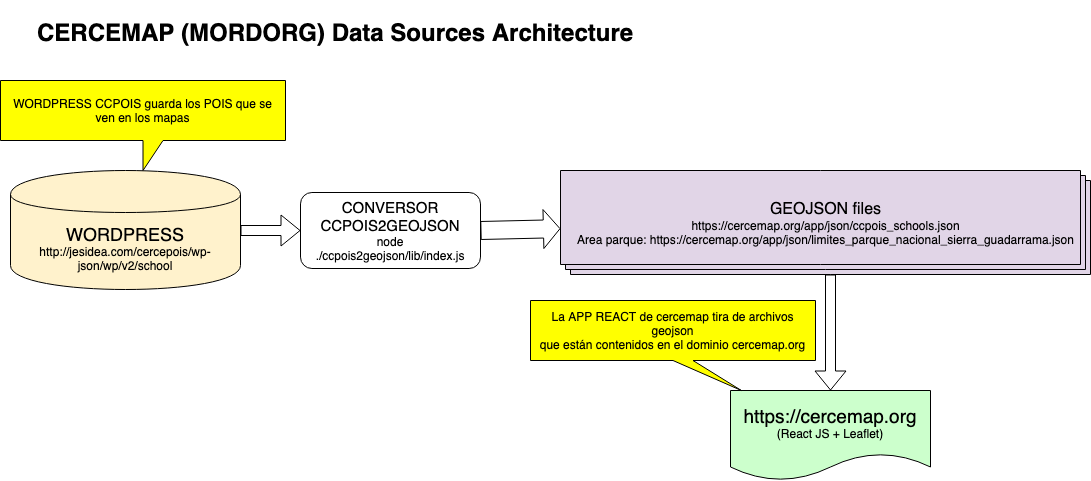 CERCEMAP (MORDORG) Data Sources Architecture
WORDPRESS CCPOIS guarda los POIS que se
ven en los mapas
WORDPRESS
http://jesidea.com/cercepois/wp-
json/wp/v2/school
CONVERSOR
CCPOIS2GEOJSON
node
./ccpois2geojson/lib/index.js
GEOJSON files
https://cercemap.org/app/json/ccpois_schools.json
Area parque: https://cercemap.org/app/json/limites_parque_nacional_sierra_guadarrama.json
La APP REACT de cercemap tira de archivos
geojson
que están contenidos en el dominio cercemap.org
https://cercemap.org
(React JS + Leaflet)